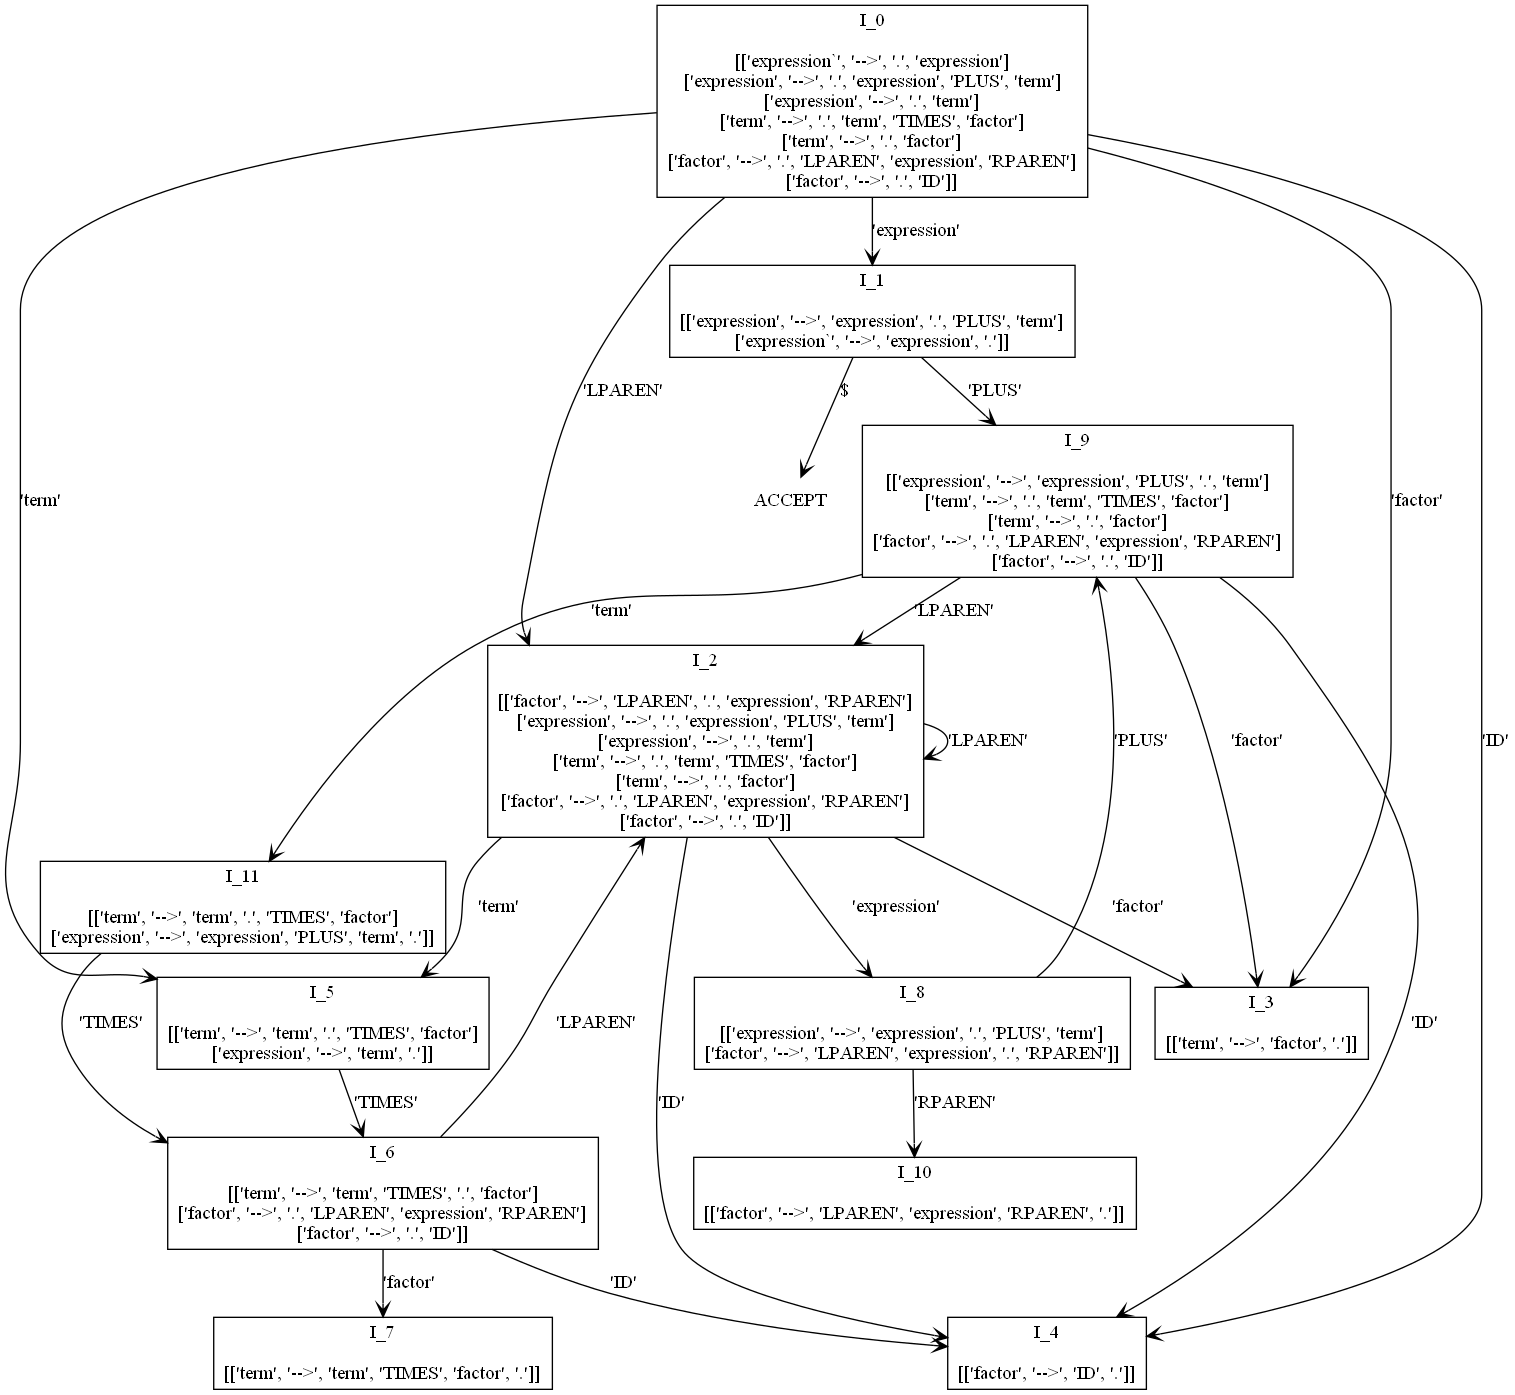 I_0
[['expression`', '-->', '.', 'expression']
['expression', '-->', '.', 'expression', 'PLUS', 'term']
['expression', '-->', '.', 'term']
['term', '-->', '.', 'term', 'TIMES', 'factor']
['term', '-->', '.', 'factor']
['factor', '-->', '.', 'LPAREN', 'expression', 'RPAREN']
['factor', '-->', '.', 'ID']]
'expression'
I_1
[['expression', '-->', 'expression', '.', 'PLUS', 'term']
['expression`', '-->', 'expression', '.']]
'LPAREN'
$
'PLUS'
I_9
[['expression', '-->', 'expression', 'PLUS', '.', 'term']
['term', '-->', '.', 'term', 'TIMES', 'factor']
['term', '-->', '.', 'factor']
['factor', '-->', '.', 'LPAREN', 'expression', 'RPAREN']
['factor', '-->', '.', 'ID']]
'term'
ACCEPT
'factor'
'term'
'LPAREN'
I_2
[['factor', '-->', 'LPAREN', '.', 'expression', 'RPAREN']
['expression', '-->', '.', 'expression', 'PLUS', 'term']
['expression', '-->', '.', 'term']
['term', '-->', '.', 'term', 'TIMES', 'factor']
['term', '-->', '.', 'factor']
['factor', '-->', '.', 'LPAREN', 'expression', 'RPAREN']
['factor', '-->', '.', 'ID']]
'LPAREN'
'PLUS'
'factor'
'ID'
I_11
[['term', '-->', 'term', '.', 'TIMES', 'factor']
['expression', '-->', 'expression', 'PLUS', 'term', '.']]
'term'
'expression'
'factor'
I_5
[['term', '-->', 'term', '.', 'TIMES', 'factor']
['expression', '-->', 'term', '.']]
I_8
[['expression', '-->', 'expression', '.', 'PLUS', 'term']
['factor', '-->', 'LPAREN', 'expression', '.', 'RPAREN']]
I_3
[['term', '-->', 'factor', '.']]
'TIMES'
'LPAREN'
'ID'
'TIMES'
'ID'
'RPAREN'
I_6
[['term', '-->', 'term', 'TIMES', '.', 'factor']
['factor', '-->', '.', 'LPAREN', 'expression', 'RPAREN']
['factor', '-->', '.', 'ID']]
I_10
[['factor', '-->', 'LPAREN', 'expression', 'RPAREN', '.']]
'factor'
'ID'
I_7
[['term', '-->', 'term', 'TIMES', 'factor', '.']]
I_4
[['factor', '-->', 'ID', '.']]